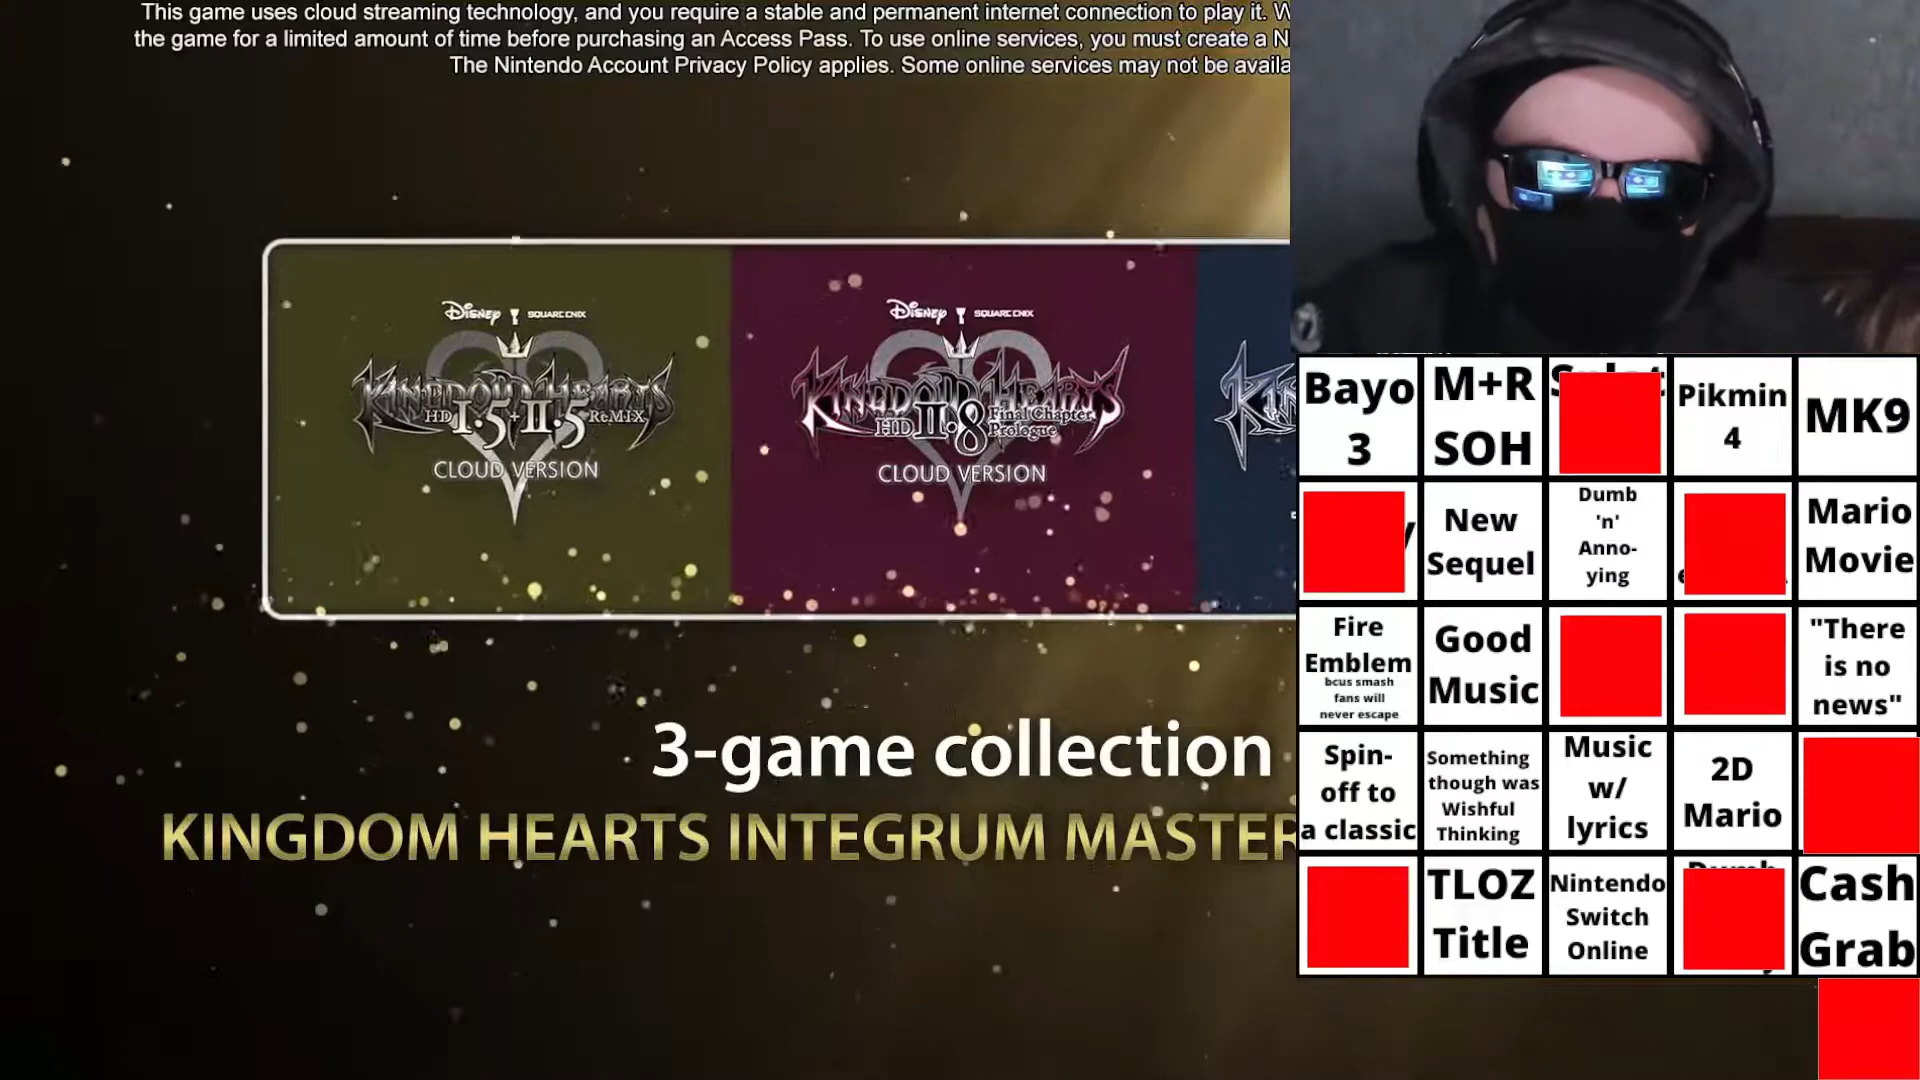 This game uses cloud streaming technology, and you require a stable and permanent internet connection to play it. W
the game for a limited amount of time before purchasing an Access Pass. To use online services, you must create a N
The Nintendo Account Privacy Policy applies. Some online services may not be availa
Disney SQUARE ENIX
KINGDOM HEARTS
HD I.5+II.5 ReMIX
CLOUD VERSION
Disney SQUARE ENIX
KINGDOM HEARTS
HD II.8 Final Chapter
Prologue
CLOUD VERSION
3-game collection
KINGDOM HEARTS INTEGRUM MASTER
Bayo
3
M+R
SOH
Pikmin
4
MK9
New
Sequel
Dumb
'n'
Anno-
ying
Mario
Movie
Fire
Emblem
bcus smash
fans will
never escape
Good
Music
"There
is no
news"
Spin-
off to
a classic
Something
though was
Wishful
Thinking
Music
w/
lyrics
2D
Mario
TLOZ
Title
Nintendo
Switch
Online
Cash
Grab